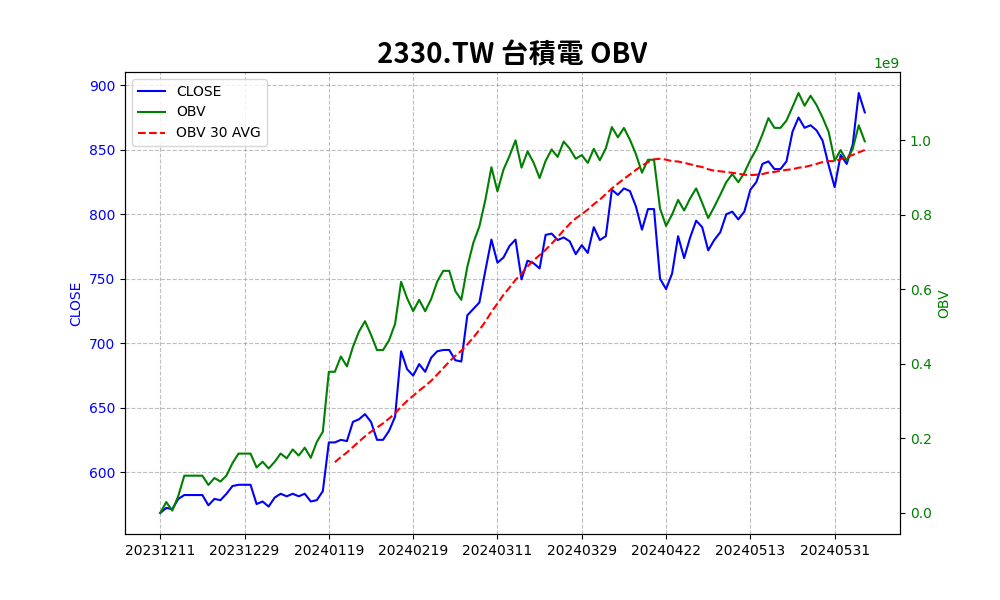 2330.TW 台積電 OBV
1e9
CLOSE
OBV
OBV 30 AVG
900
850
800
750
700
650
600
CLOSE
1.0
0.8
0.6
0.4
0.2
0.0
OBV
20231211 20231229 20240119 20240219 20240311 20240329 20240422 20240513 20240531